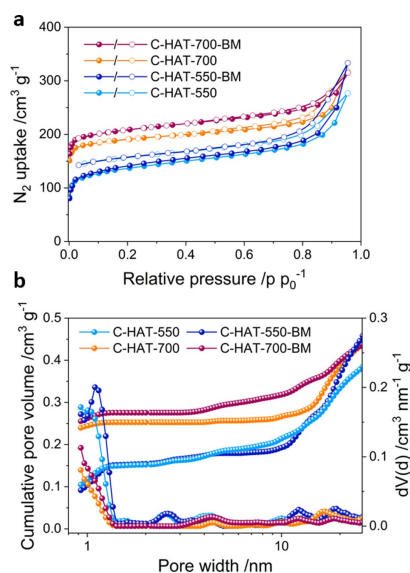 a
400
300
200
100
0
N₂ uptake /cm³ g⁻¹
/ C-HAT-700-BM
/ C-HAT-700
/ C-HAT-550-BM
/ C-HAT-550
0.0 0.2 0.4 0.6 0.8 1.0
Relative pressure /p p₀⁻¹
b
0.5
0.4
0.3
0.2
0.1
0.0
Cumulative pore volume /cm³ g⁻¹
C-HAT-550 C-HAT-550-BM
C-HAT-700 C-HAT-700-BM
0.3
0.2
0.1
0.0
dV(d) /cm³ nm⁻¹ g⁻¹
1 10
Pore width /nm